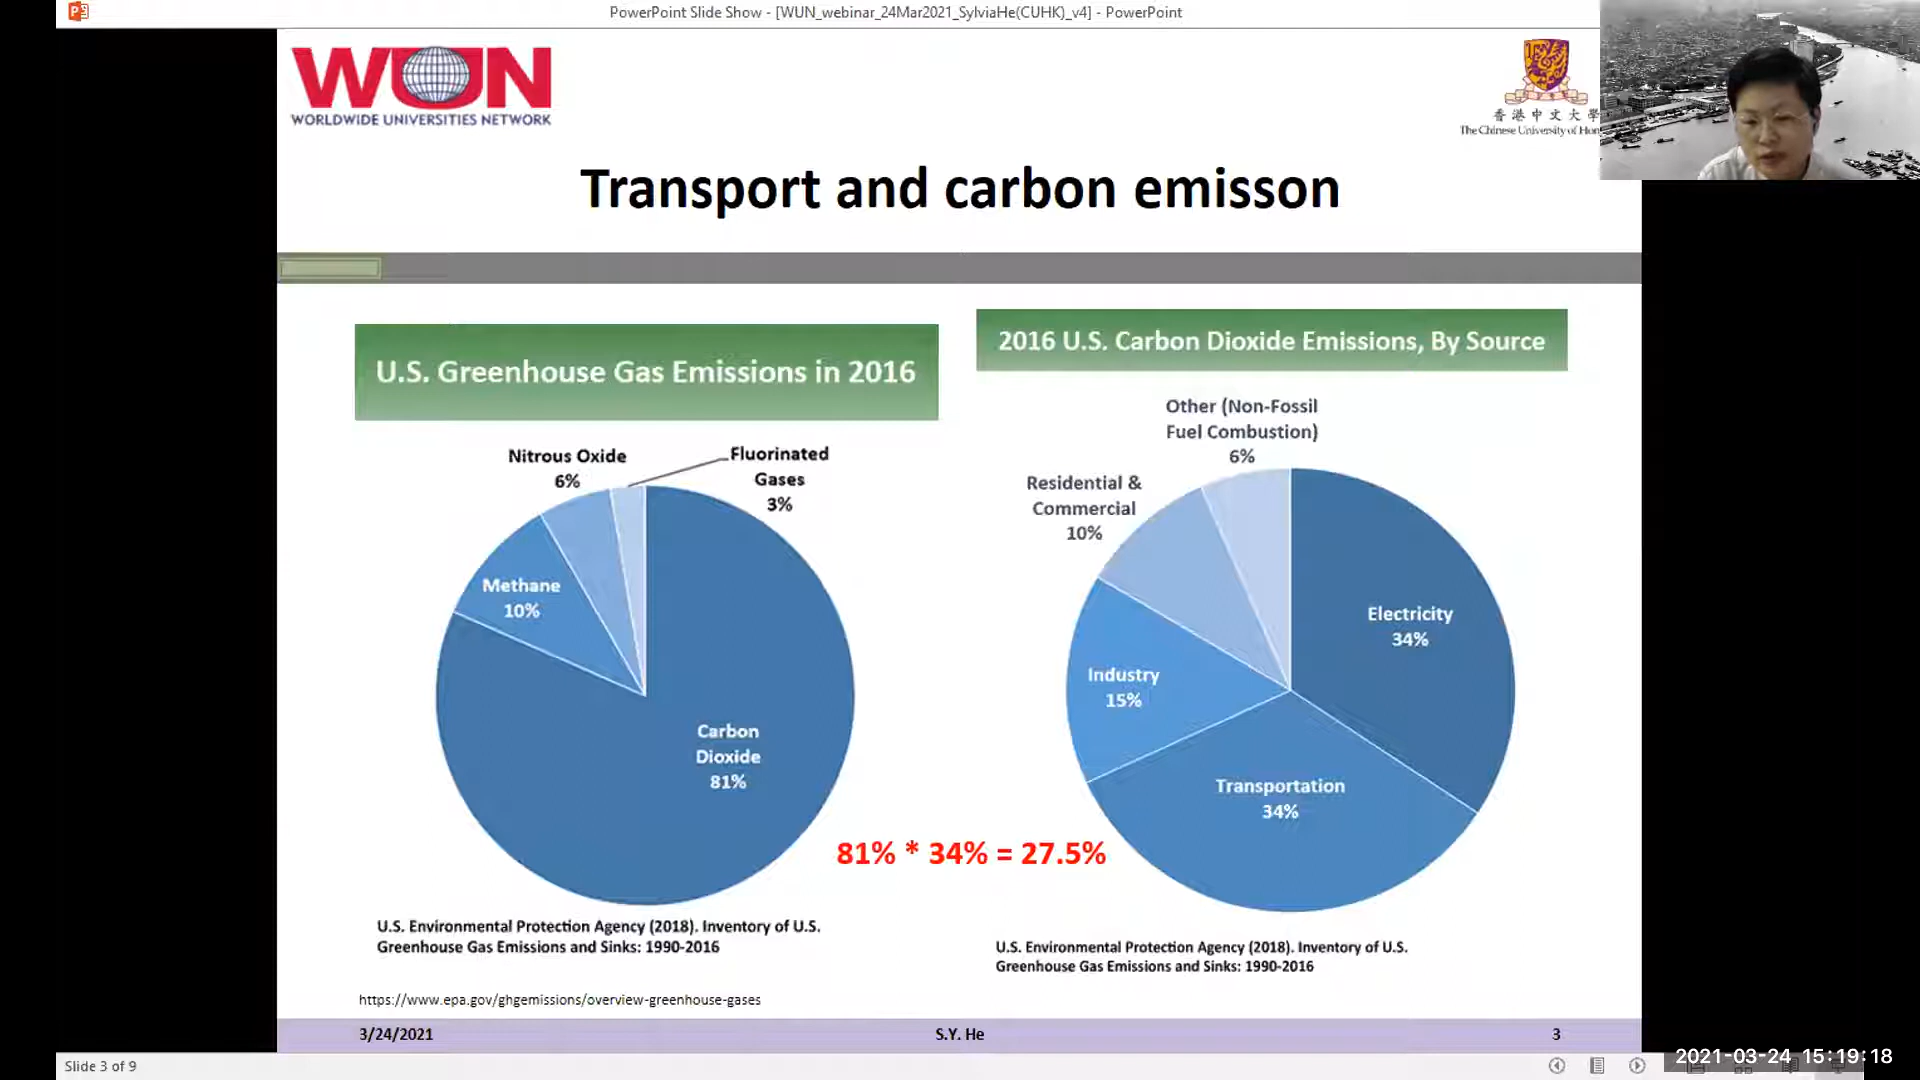 PowerPoint Slide Show - [WUN_webinar_24Mar2021_SylviaHe(CUHK)_v4] - PowerPoint
WUN
WORLDWIDE UNIVERSITIES NETWORK
香港中文大學
The Chinese University of
Transport and carbon emisson
U.S. Greenhouse Gas Emissions in 2016
Nitrous Oxide
6%
Fluorinated
Gases
3%
Methane
10%
Carbon
Dioxide
81%
2016 U.S. Carbon Dioxide Emissions, By Source
Other (Non-Fossil
Fuel Combustion)
6%
Residential &
Commercial
10%
Electricity
34%
Industry
15%
Transportation
34%
81% * 34% = 27.5%
U.S. Environmental Protection Agency (2018). Inventory of U.S.
Greenhouse Gas Emissions and Sinks: 1990-2016
U.S. Environmental Protection Agency (2018). Inventory of U.S.
Greenhouse Gas Emissions and Sinks: 1990-2016
https://www.epa.gov/ghgemissions/overview-greenhouse-gases
3/24/2021
S.Y. He
3
Slide 3 of 9
2021-03-24 15:19:18